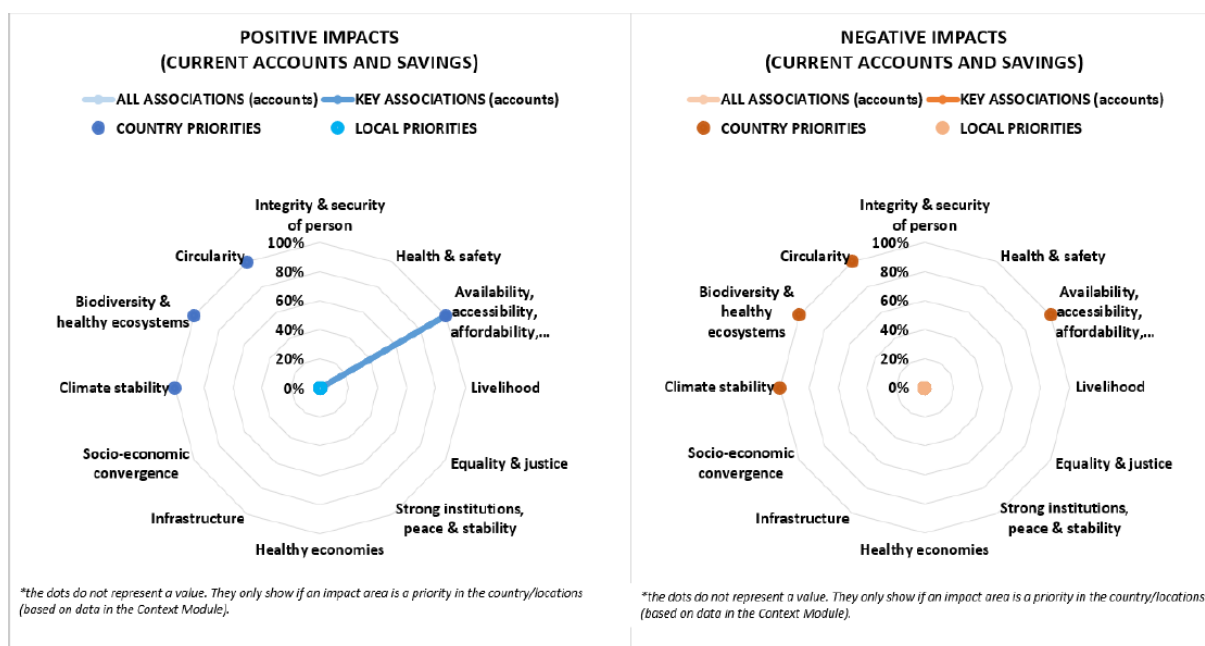 POSITIVE IMPACTS
(CURRENT ACCOUNTS AND SAVINGS)
ALL ASSOCIATIONS (accounts)
KEY ASSOCIATIONS (accounts)
COUNTRY PRIORITIES
LOCAL PRIORITIES
Integrity & security
of person
100%
80%
60%
40%
20%
0%
Health & safety
Availability,
accessibility,
affordability,...
Livelihood
Equality & justice
Strong institutions,
peace & stability
Healthy economies
Infrastructure
Socio-economic
convergence
Climate stability
Biodiversity &
healthy ecosystems
Circularity
*the dots do not represent a value. They only show if an impact area is a priority in the country/locations
(based on data in the Context Module).
NEGATIVE IMPACTS
(CURRENT ACCOUNTS AND SAVINGS)
ALL ASSOCIATIONS (accounts)
KEY ASSOCIATIONS (accounts)
COUNTRY PRIORITIES
LOCAL PRIORITIES
Integrity & security
of person
100%
80%
60%
40%
20%
0%
Health & safety
Availability,
accessibility,
affordability,...
Livelihood
Equality & justice
Strong institutions,
peace & stability
Healthy economies
Infrastructure
Socio-economic
convergence
Climate stability
Biodiversity &
healthy
ecosystems
Circularity
*the dots do not represent a value. They only show if an impact area is a priority in the country/locations
(based on data in the Context Module).